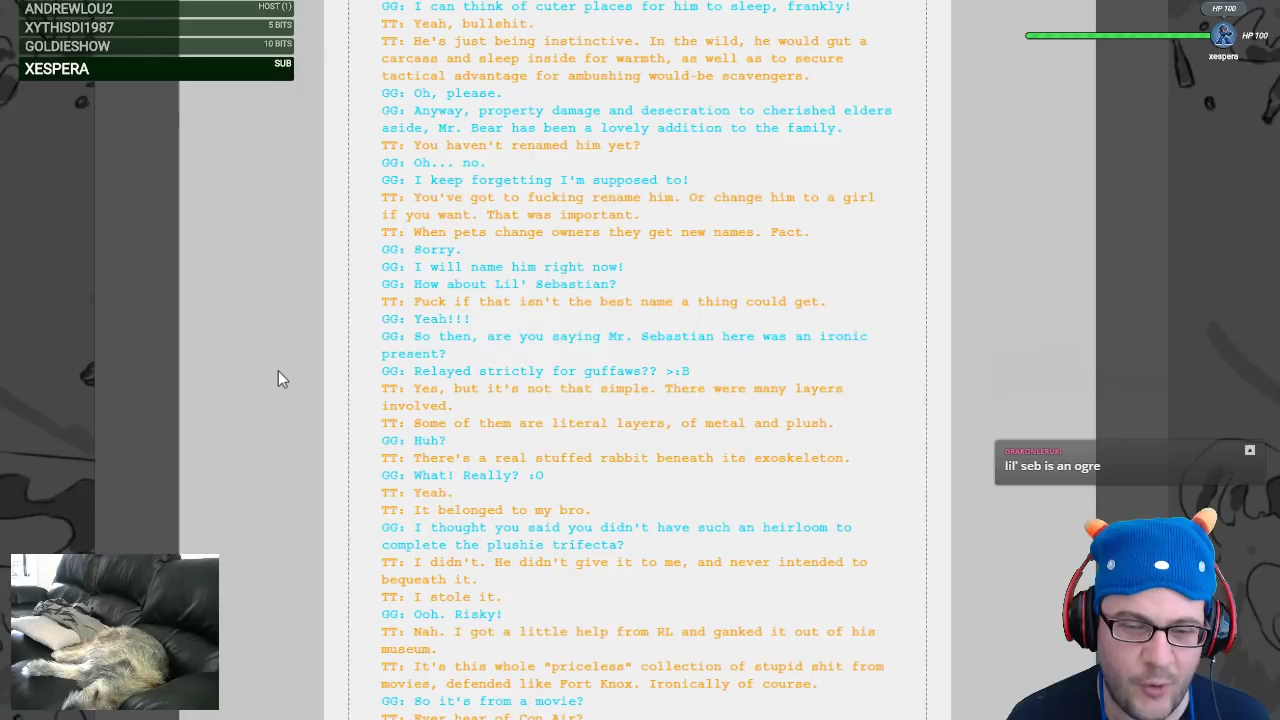 ANDREWLOU2 HOST (1)
XYTHISDI1987 5 BITS
GOLDIESHOW 10 BITS
XESPERA SUB
HP 100
HP 100
xespera
GG: I can think of cuter places for him to sleep, frankly!
TT: Yeah, bullshit.
TT: He's just being instinctive. In the wild, he would gut a
carcass and sleep inside for warmth, as well as to secure
tactical advantage for ambushing would-be scavengers.
GG: Oh, please.
GG: Anyway, property damage and desecration to cherished elders
aside, Mr. Bear has been a lovely addition to the family.
TT: You haven't renamed him yet?
GG: Oh... no.
GG: I keep forgetting I'm supposed to!
TT: You've got to fucking rename him. Or change him to a girl
if you want. That was important.
TT: When pets change owners they get new names. Fact.
GG: Sorry.
GG: I will name him right now!
GG: How about Lil' Sebastian?
TT: Fuck if that isn't the best name a thing could get.
GG: Yeah!!!
GG: So then, are you saying Mr. Sebastian here was an ironic
present?
GG: Relayed strictly for guffaws?? >:B
TT: Yes, but it's not that simple. There were many layers
involved.
TT: Some of them are literal layers, of metal and plush.
GG: Huh?
TT: There's a real stuffed rabbit beneath its exoskeleton.
GG: What! Really? :O
TT: Yeah.
TT: It belonged to my bro.
GG: I thought you said you didn't have such an heirloom to
complete the plushie trifecta?
TT: I didn't. He didn't give it to me, and never intended to
bequeath it.
TT: I stole it.
GG: Ooh. Risky!
TT: Nah. I got a little help from RL and ganked it out of his
museum.
TT: It's this whole "priceless" collection of stupid shit from
movies, defended like Fort Knox. Ironically of course.
GG: So it's from a movie?
TT: Ever hear of Con Air?
DRAKONLERUKI:
lil' seb is an ogre